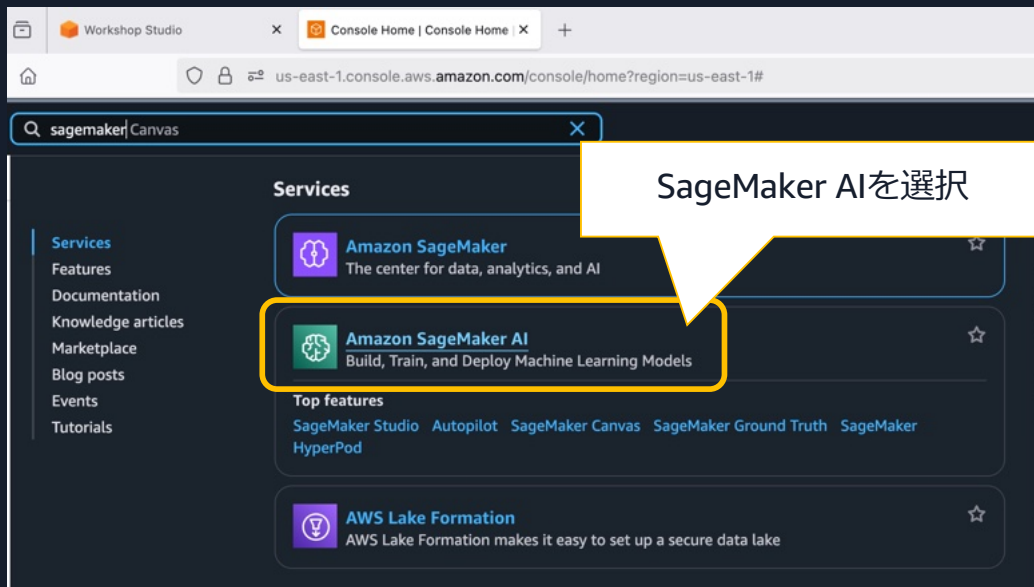 Workshop Studio
Console Home | Console Home
us-east-1.console.aws.amazon.com/console/home?region=us-east-1#
sagemaker Canvas
SageMaker AIを選択
Services
Services
Features
Documentation
Knowledge articles
Marketplace
Blog posts
Events
Tutorials
Amazon SageMaker
The center for data, analytics, and AI
Amazon SageMaker AI
Build, Train, and Deploy Machine Learning Models
Top features
SageMaker Studio Autopilot SageMaker Canvas SageMaker Ground Truth SageMaker
HyperPod
AWS Lake Formation
AWS Lake Formation makes it easy to set up a secure data lake